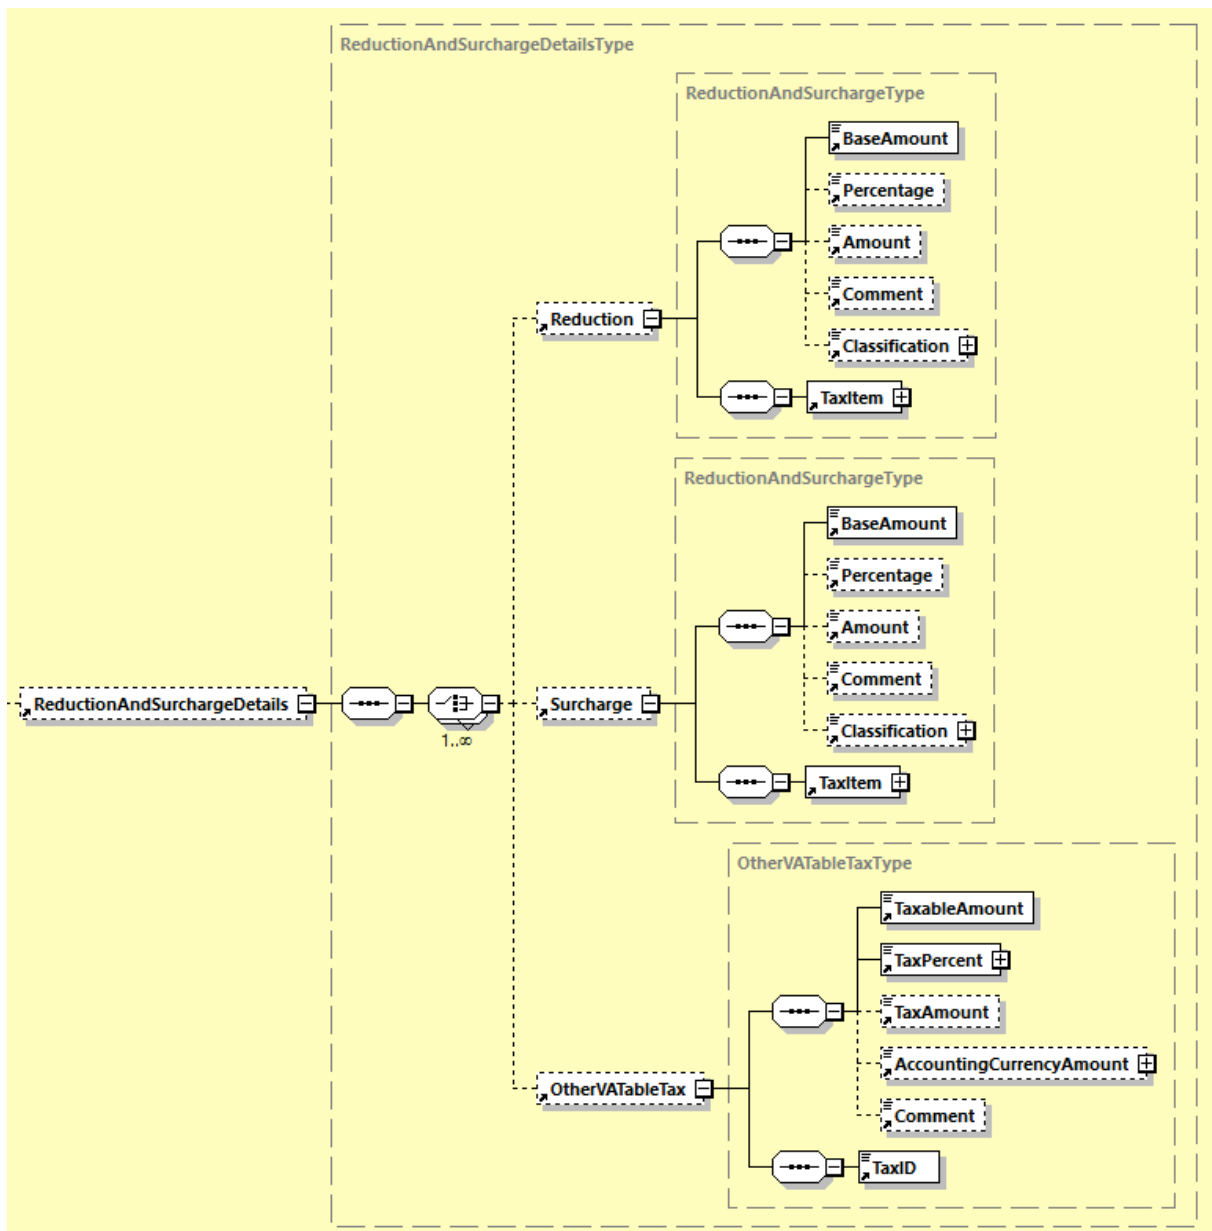 ReductionAndSurchargeDetailsType
ReductionAndSurchargeType
BaseAmount
Percentage
Amount
Comment
Reduction
Classification
TaxItem
ReductionAndSurchargeType
BaseAmount
Percentage
Amount
Comment
ReductionAndSurchargeDetails
Surcharge
1..∞
Classification
TaxItem
OtherVATableTaxType
TaxableAmount
TaxPercent
TaxAmount
AccountingCurrencyAmount
OtherVATableTax
Comment
TaxID